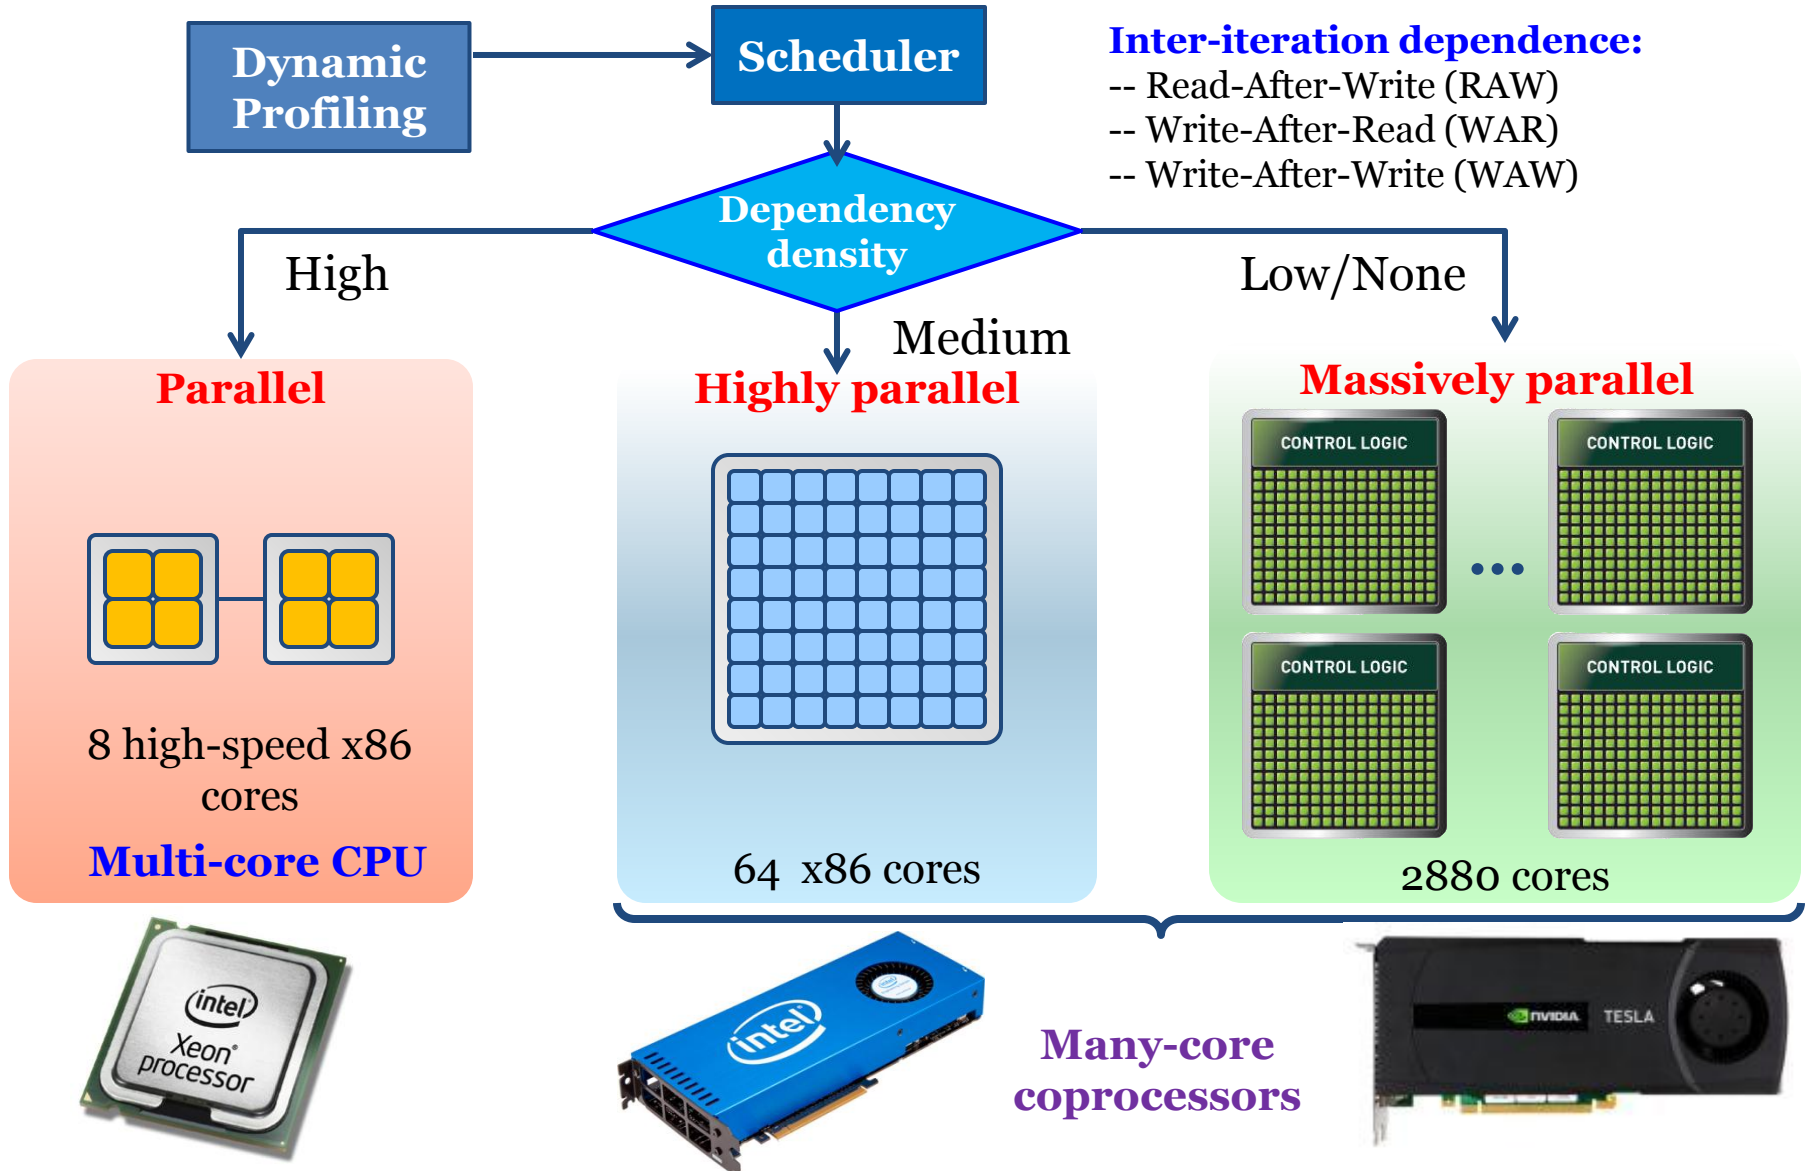 Dynamic
Profiling
Scheduler
Inter-iteration dependence:
-- Read-After-Write (RAW)
-- Write-After-Read (WAR)
-- Write-After-Write (WAW)
Dependency
density
High
Medium
Low/None
Parallel
8 high-speed x86
cores
Multi-core CPU
Highly parallel
64 x86 cores
Massively parallel
CONTROL LOGIC
CONTROL LOGIC
...
CONTROL LOGIC
CONTROL LOGIC
2880 cores
intel
Xeon®
processor
intel
Many-core
coprocessors
NVIDIA TESLA